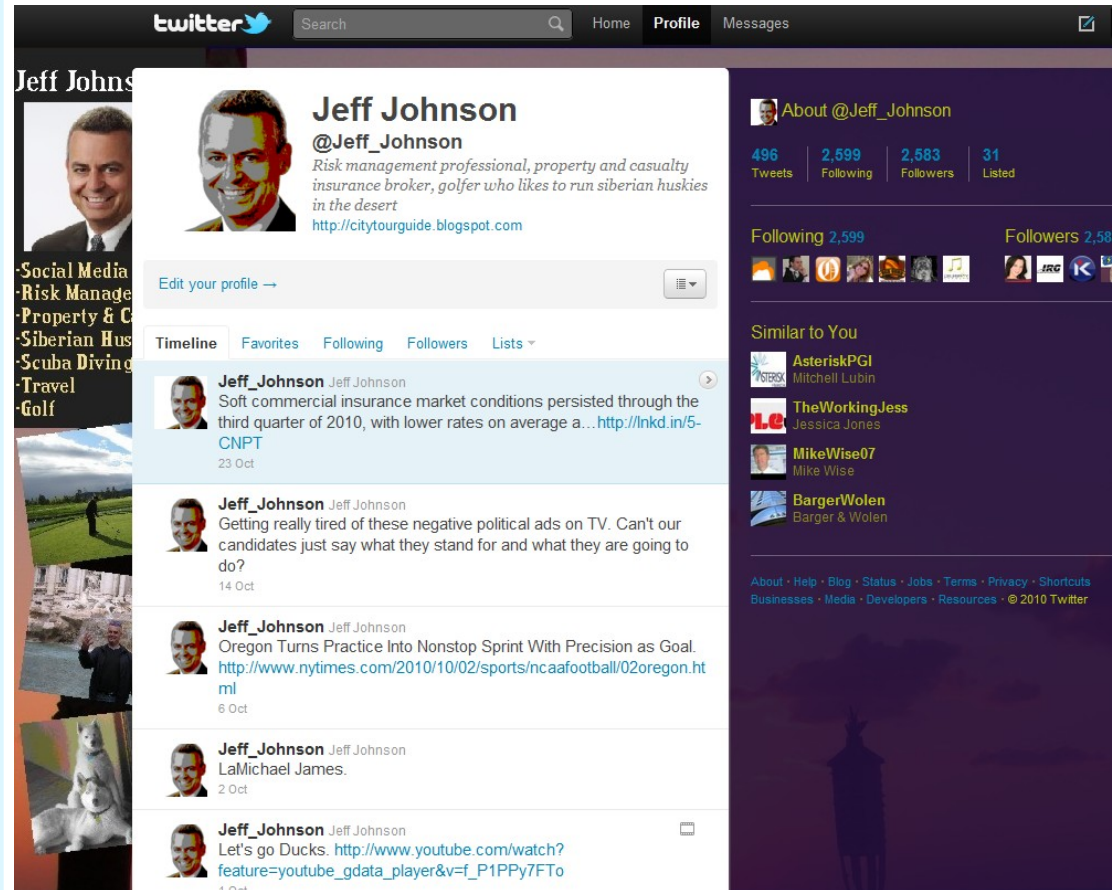 twitter
Search
Home
Profile
Messages
Jeff Johns
-Social Media
-Risk Manage
-Property & C
-Siberian Hus
-Scuba Diving
-Travel
-Golf
Jeff Johnson
@Jeff_Johnson
Risk management professional, property and casualty
insurance broker, golfer who likes to run siberian huskies
in the desert
http://citytourguide.blogspot.com
Edit your profile →
Timeline Favorites Following Followers Lists
Jeff_Johnson Jeff Johnson
Soft commercial insurance market conditions persisted through the
third quarter of 2010, with lower rates on average a…http://lnkd.in/5-
CNPT
23 Oct
Jeff_Johnson Jeff Johnson
Getting really tired of these negative political ads on TV. Can't our
candidates just say what they stand for and what they are going to
do?
14 Oct
Jeff_Johnson Jeff Johnson
Oregon Turns Practice Into Nonstop Sprint With Precision as Goal.
http://www.nytimes.com/2010/10/02/sports/ncaafootball/02oregon.ht
ml
6 Oct
Jeff_Johnson Jeff Johnson
LaMichael James.
2 Oct
Jeff_Johnson Jeff Johnson
Let's go Ducks. http://www.youtube.com/watch?
feature=youtube_gdata_player&v=f_P1PPy7FTo
1 Oct
About @Jeff_Johnson
496 2,599 2,583 31
Tweets Following Followers Listed
Following 2,599 Followers 2,58
IRG K
Similar to You
AsteriskPGI
Mitchell Lubin
TheWorkingJess
Jessica Jones
MikeWise07
Mike Wise
BargerWolen
Barger & Wolen
About · Help · Blog · Status · Jobs · Terms · Privacy · Shortcuts
Businesses · Media · Developers · Resources · © 2010 Twitter